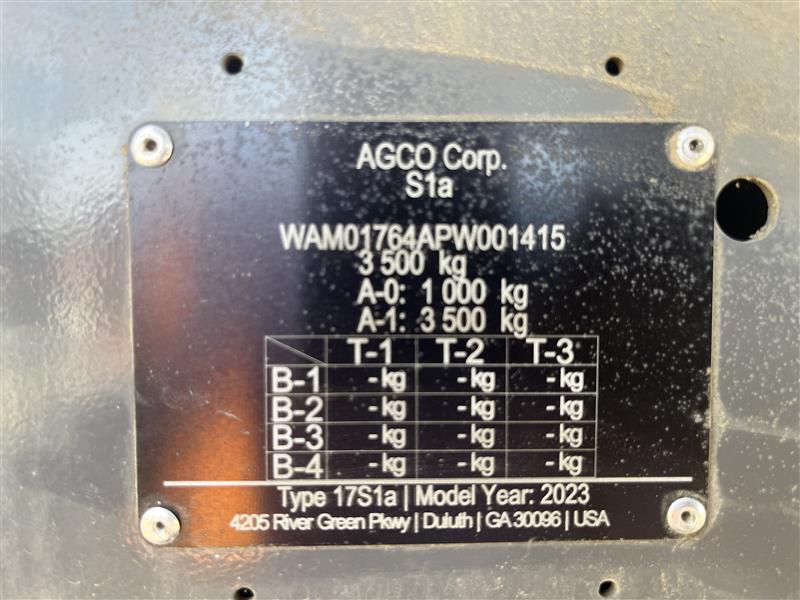 AGCO Corp.
S1a
WAM01764APW001415
3 500 kg
A-0: 1 000 kg
A-1: 3 500 kg
T-1 T-2 T-3
B-1 -kg -kg -kg
B-2 -kg -kg -kg
B-3 -kg -kg -kg
B-4 -kg -kg -kg
Type 17S1a | Model Year: 2023
4205 River Green Pkwy | Duluth | GA 30096 | USA